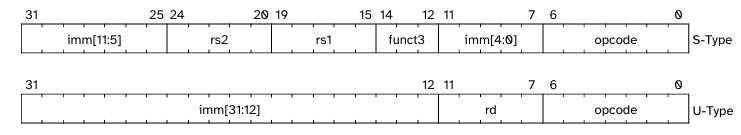 31 25 24 20 19 15 14 12 11 7 6 0
imm[11:5] rs2 rs1 funct3 imm[4:0] opcode S-Type
31 12 11 7 6 0
imm[31:12] rd opcode U-Type